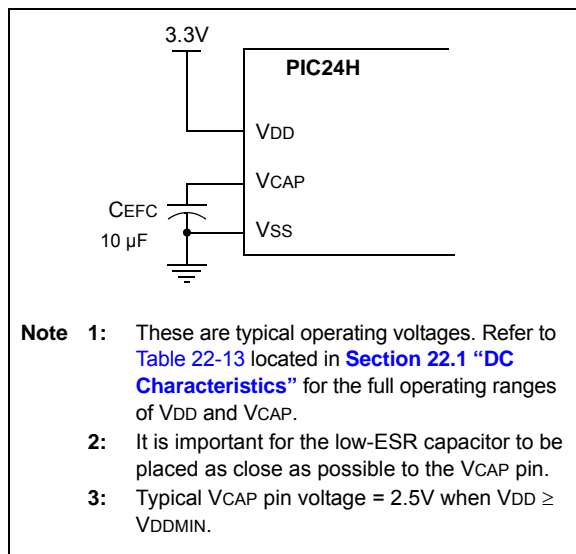 3.3V
PIC24H
VDD
VCAP
CEFC
10 µF
VSS
Note 1: These are typical operating voltages. Refer to
Table 22-13 located in Section 22.1 “DC
Characteristics” for the full operating ranges
of VDD and VCAP.
2: It is important for the low-ESR capacitor to be
placed as close as possible to the VCAP pin.
3: Typical VCAP pin voltage = 2.5V when VDD ≥
VDDMIN.